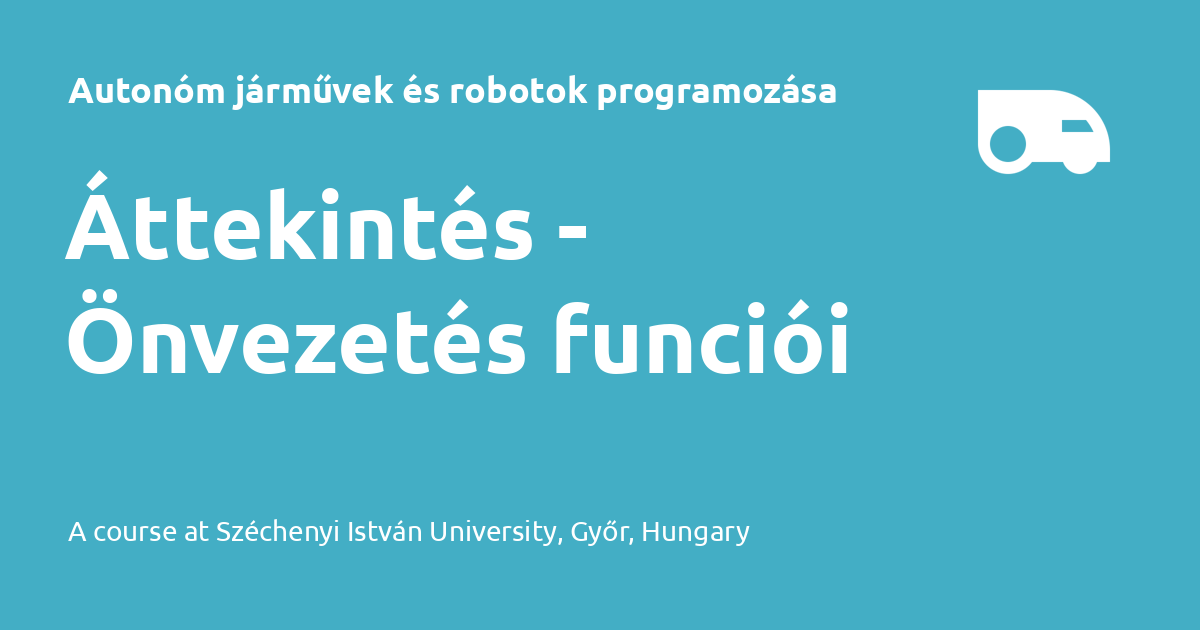 Autonóm járművek és robotok programozása
Áttekintés -
Önvezetés funciói
A course at Széchenyi István University, Győr, Hungary